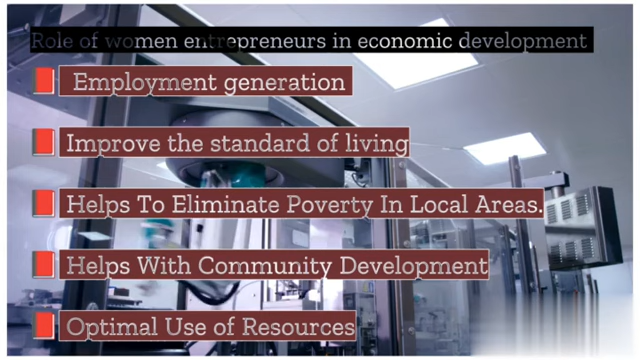 Role of women entrepreneurs in economic development
Employment generation
Improve the standard of living
Helps To Eliminate Poverty In Local Areas.
Helps With Community Development
Optimal Use of Resources